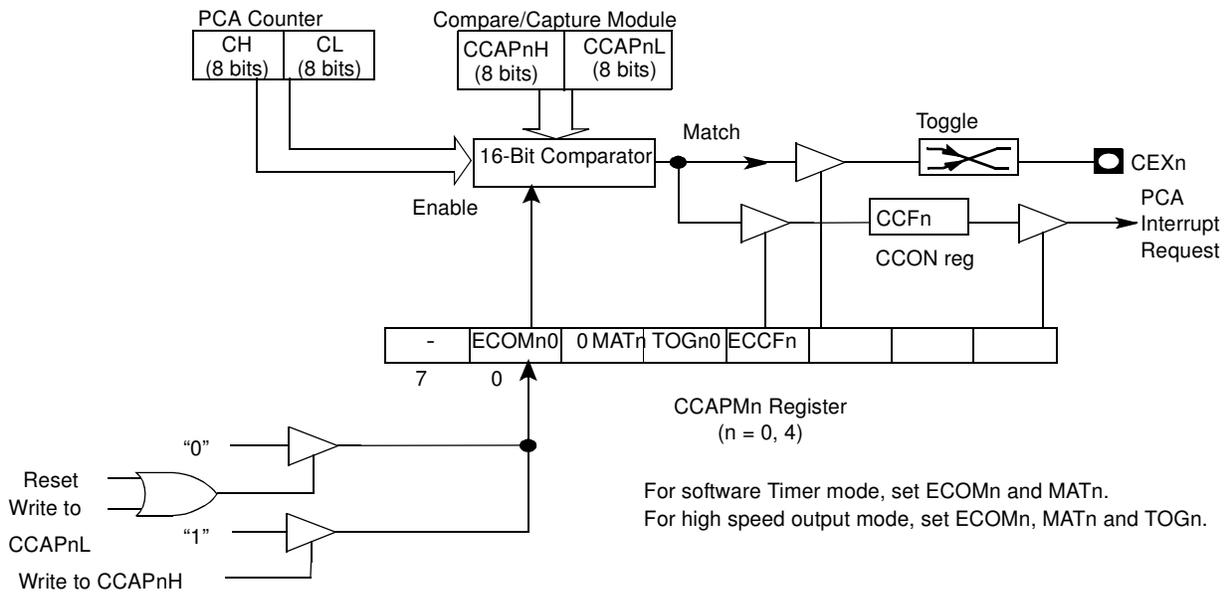 PCA Counter
CH
(8 bits)
CL
(8 bits)
Compare/Capture Module
CCAPnH
(8 bits)
CCAPnL
(8 bits)
16-Bit Comparator
Match
Toggle
CEXn
Enable
CCFn
CCON reg
PCA
Interrupt
Request
- ECOMn0 0 MATn TOGn0 ECCFn
7 0
CCAPMn Register
(n = 0, 4)
“0”
Reset
Write to
CCAPnL
“1”
Write to CCAPnH
For software Timer mode, set ECOMn and MATn.
For high speed output mode, set ECOMn, MATn and TOGn.